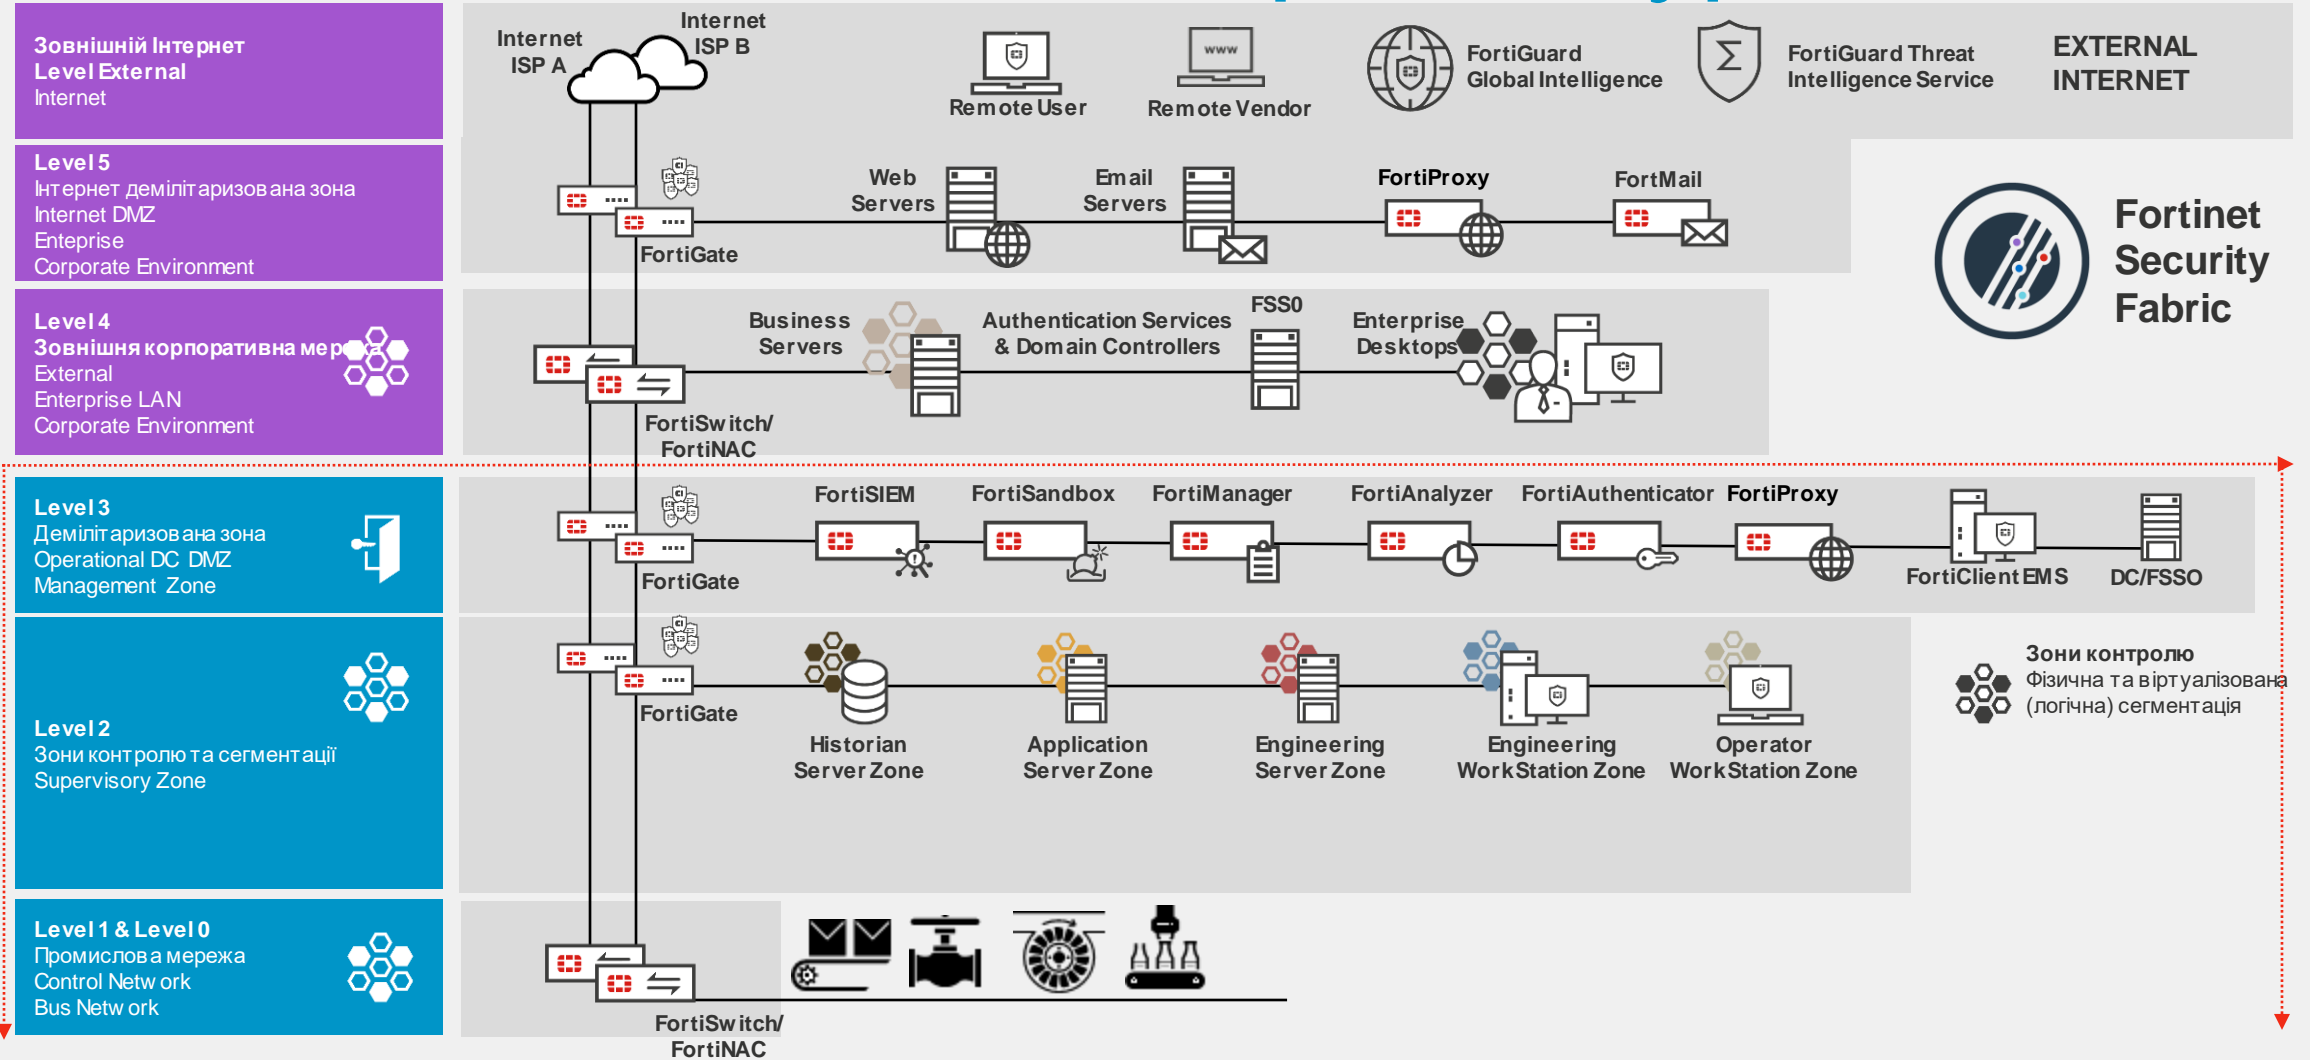 Зовнішній Інтернет
Level External
Internet
Internet
ISP A
Internet
ISP B
Remote User
www
Remote Vendor
FortiGuard
Global Intelligence
Σ
FortiGuard Threat
Intelligence Service
EXTERNAL
INTERNET
Level 5
Інтернет демілітаризована зона
Internet DMZ
Enteprise
Corporate Environment
FortiGate
Web
Servers
Email
Servers
FortiProxy
FortMail
Fortinet
Security
Fabric
Level 4
Зовнішня корпоративна мережа
External
Enterprise LAN
Corporate Environment
FortiSwitch/
FortiNAC
Business
Servers
Authentication Services
& Domain Controllers
FSS0
Enterprise
Desktops
Level 3
Демілітаризована зона
Operational DC DMZ
Management Zone
FortiGate
FortiSIEM
FortiSandbox
FortiManager
FortiAnalyzer
FortiAuthenticator
FortiProxy
FortiClient EMS
DC/FSSO
Level 2
Зони контролю та сегментації
Supervisory Zone
FortiGate
Historian
Server Zone
Application
Server Zone
Engineering
Server Zone
Engineering
WorkStation Zone
Operator
WorkStation Zone
Зони контролю
Фізична та віртуалізована
(логічна) сегментація
Level 1 & Level 0
Промислова мережа
Control Network
Bus Network
FortiSwitch/
FortiNAC